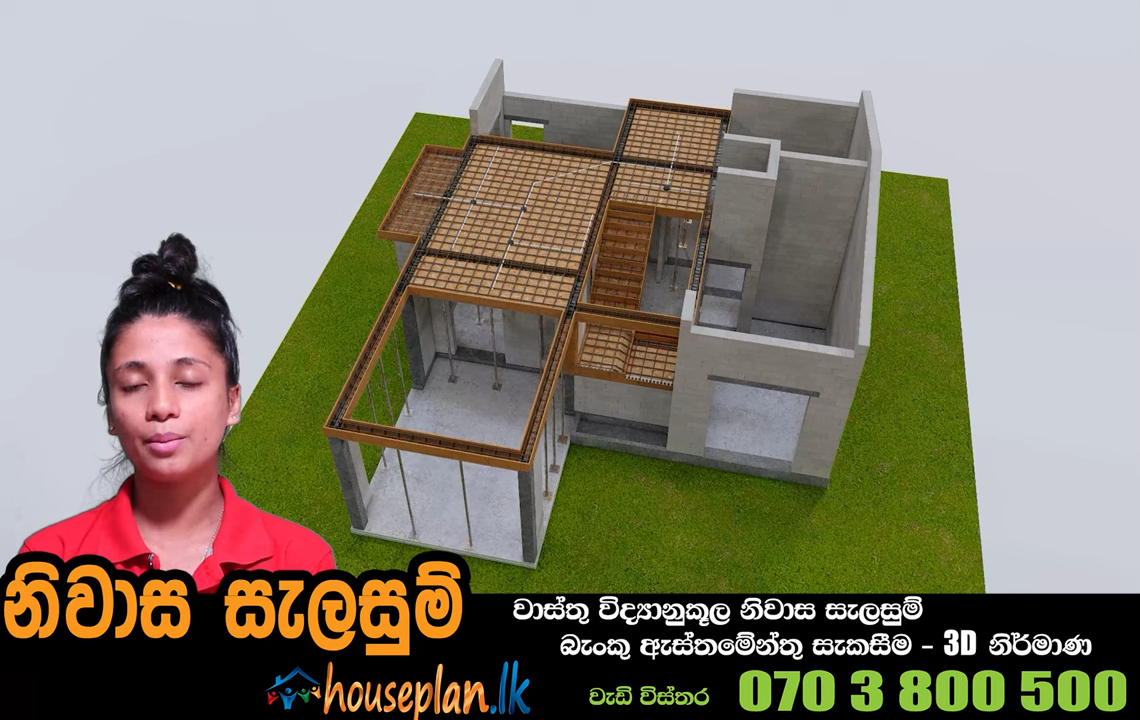 නිවාස සැලසුම්
වාස්තු විද්‍යානුකූල නිවාස සැලසුම්
බැංකු ඇස්තමේන්තු සැකසීම - 3D නිර්මාණ
houseplan.lk
වැඩි විස්තර 070 3 800 500